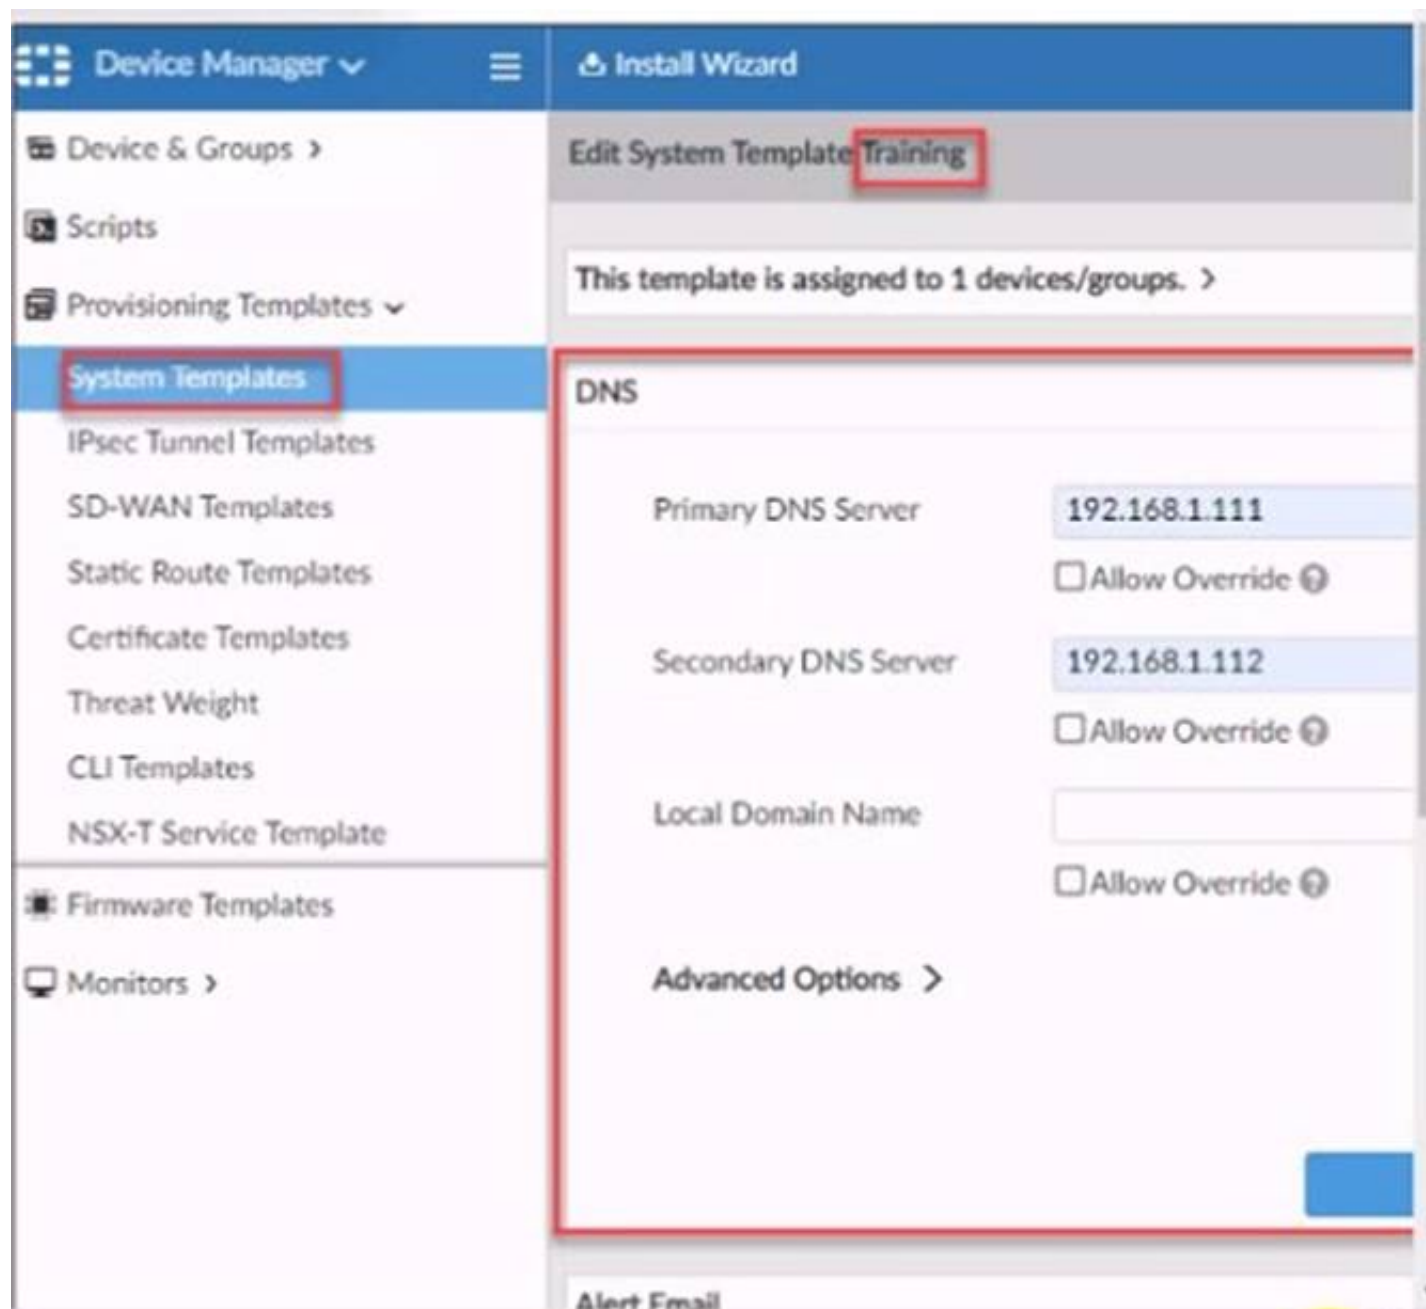 Device Manager
Install Wizard
Device & Groups
Scripts
Provisioning Templates
System Templates
IPsec Tunnel Templates
SD-WAN Templates
Static Route Templates
Certificate Templates
Threat Weight
CLI Templates
NSX-T Service Template
Firmware Templates
Monitors
Edit System Template Training
This template is assigned to 1 devices/groups. >
DNS
Primary DNS Server 192.168.1.111
Allow Override
Secondary DNS Server 192.168.1.112
Allow Override
Local Domain Name
Allow Override
Advanced Options >
Alert Email